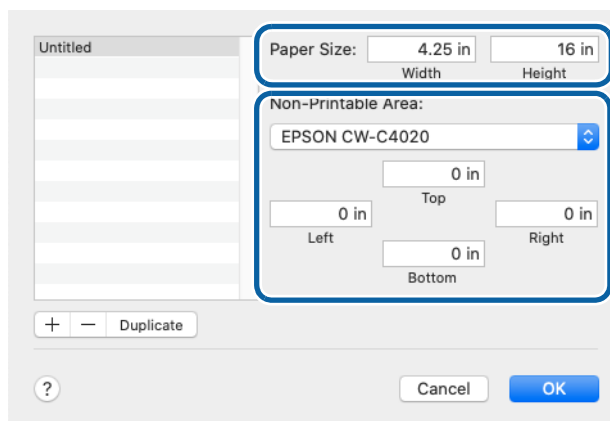 Untitled
Paper Size: 4.25 in 16 in
Width Height
Non-Printable Area:
EPSON CW-C4020
0 in
Top
0 in 0 in
Left Right
0 in
Bottom
+ − Duplicate
? Cancel OK